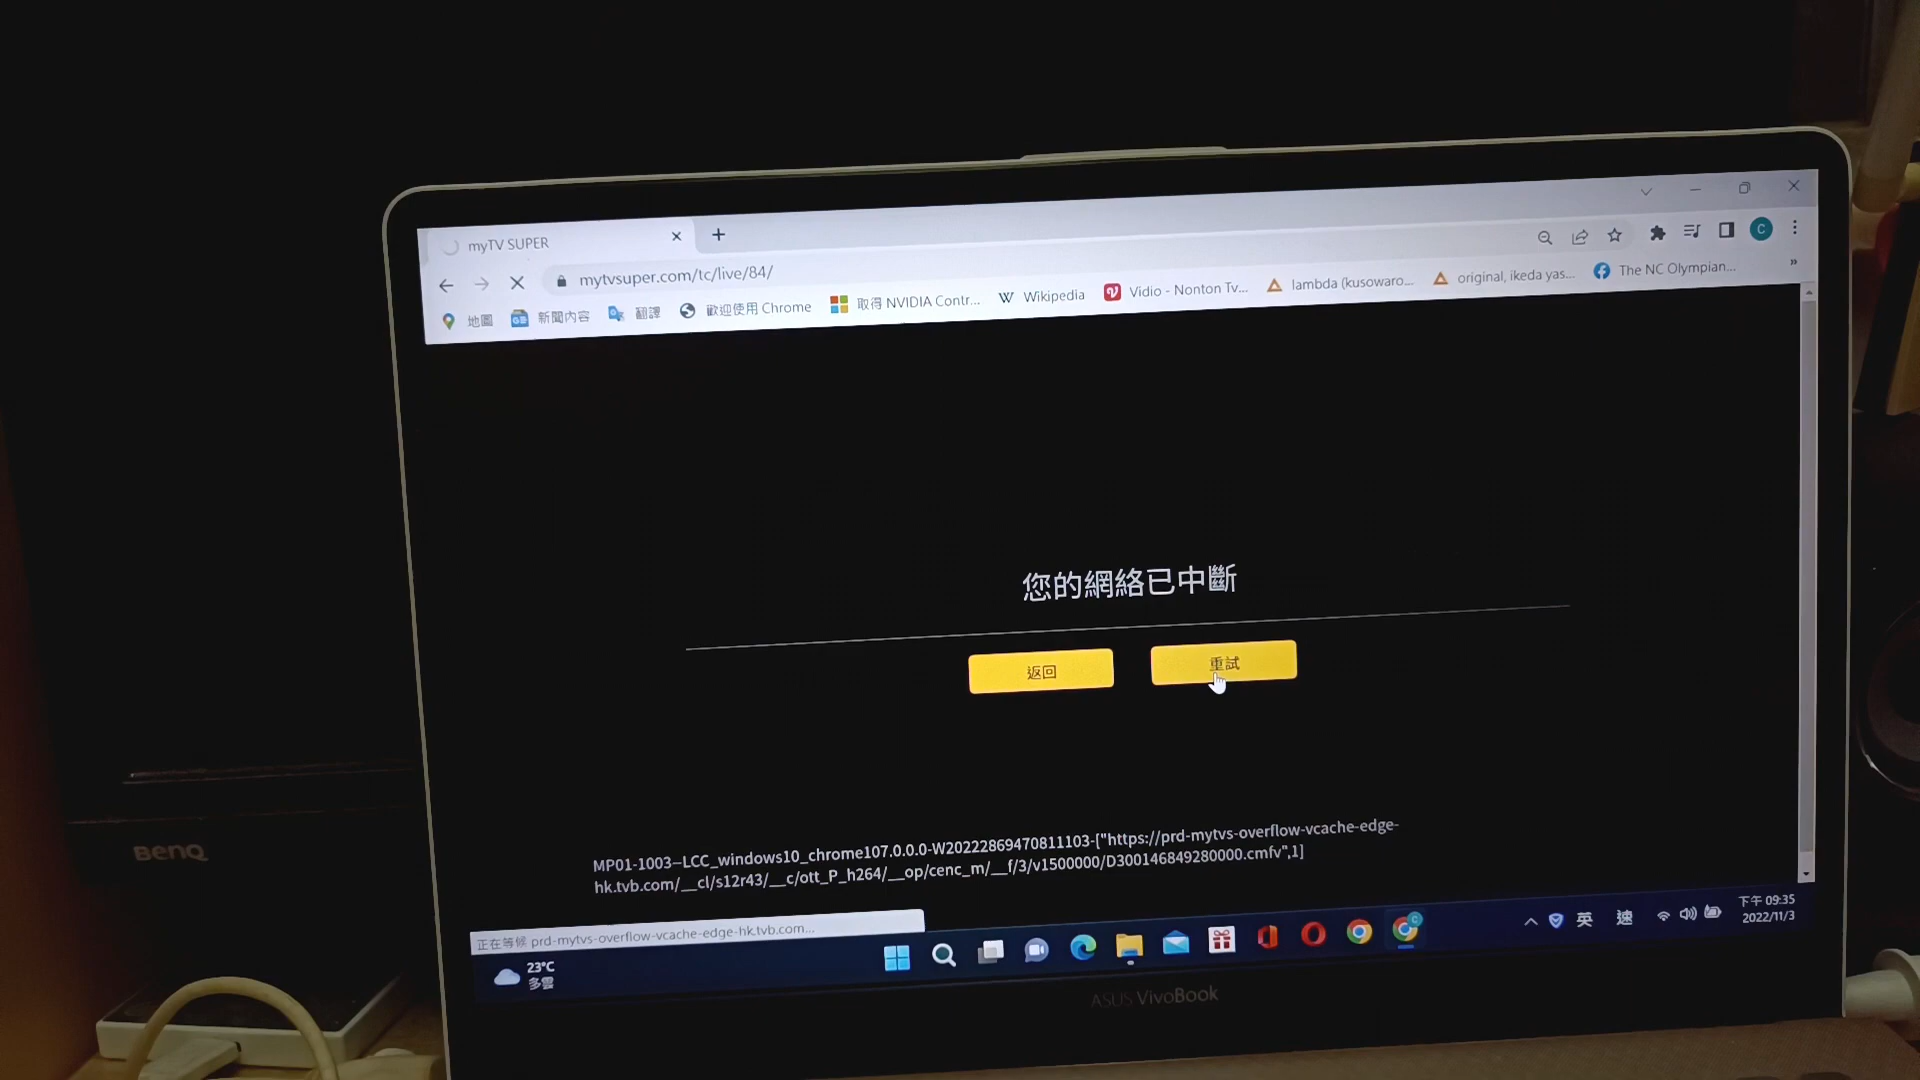 myTV SUPER
mytvsuper.com/tc/live/84/
地圖 新聞內容 翻譯 歡迎使用 Chrome 取得 NVIDIA Contr... Wikipedia Vidio - Nonton Tv... lambda (kusowaro... original, ikeda yas... The NC Olympian... »
您的網絡已中斷
返回 重試
MP01-1003--LCC_windows10_chrome107.0.0.0-W20222869470811103-["https://prd-mytvs-overflow-vcache-edge-
hk.tvb.com/__cl/s12r43/__c/ott_P_h264/__op/cenc_m/__f/3/v1500000/D300146849280000.cmfv",1]
正在等候 prd-mytvs-overflow-vcache-edge-hk.tvb.com...
23°C
多雲
英 速
下午 09:35
2022/11/3
BenQ
ASUS VivoBook